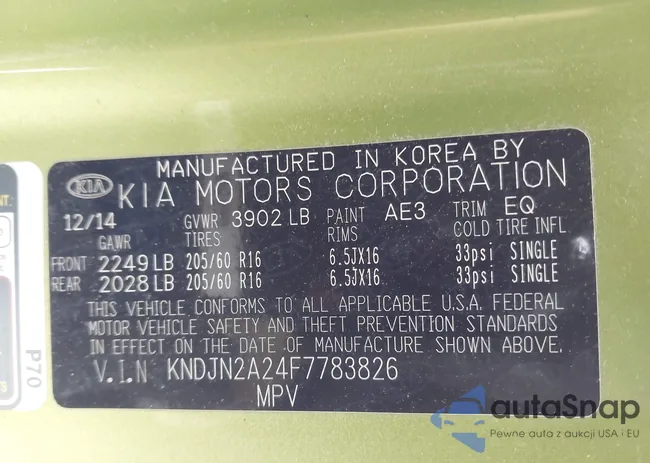 MANUFACTURED IN KOREA BY
KIA KIA MOTORS CORPORATION
12/14 GVWR 3902 LB PAINT AE3 TRIM EQ
GAWR TIRES RIMS COLD TIRE INFL
FRONT 2249 LB 205/60 R16 6.5JX16 33psi SINGLE
REAR 2028 LB 205/60 R16 6.5JX16 33psi SINGLE
THIS VEHICLE CONFORMS TO ALL APPLICABLE U.S.A. FEDERAL
MOTOR VEHICLE SAFETY AND THEFT PREVENTION STANDARDS
IN EFFECT ON THE DATE OF MANUFACTURE SHOWN ABOVE.
V.I.N KNDJN2A24F7783826
MPV
P70
autaSnap
Pewne auta z aukcji USA i EU